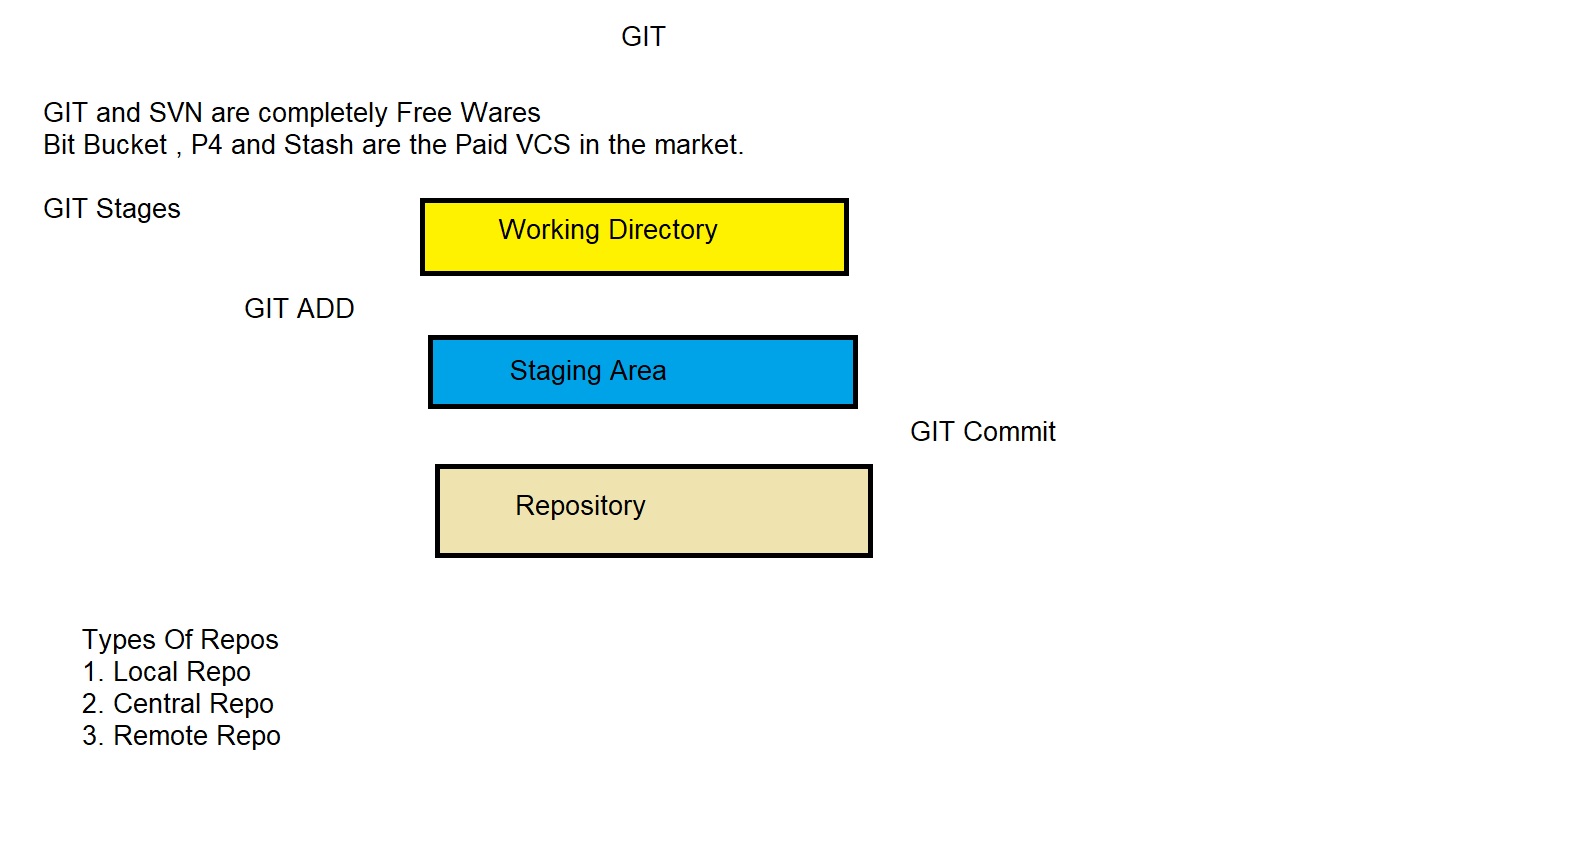 GIT
GIT and SVN are completely Free Wares
Bit Bucket , P4 and Stash are the Paid VCS in the market.
GIT Stages
Working Directory
GIT ADD
Staging Area
GIT Commit
Repository
Types Of Repos
1. Local Repo
2. Central Repo
3. Remote Repo